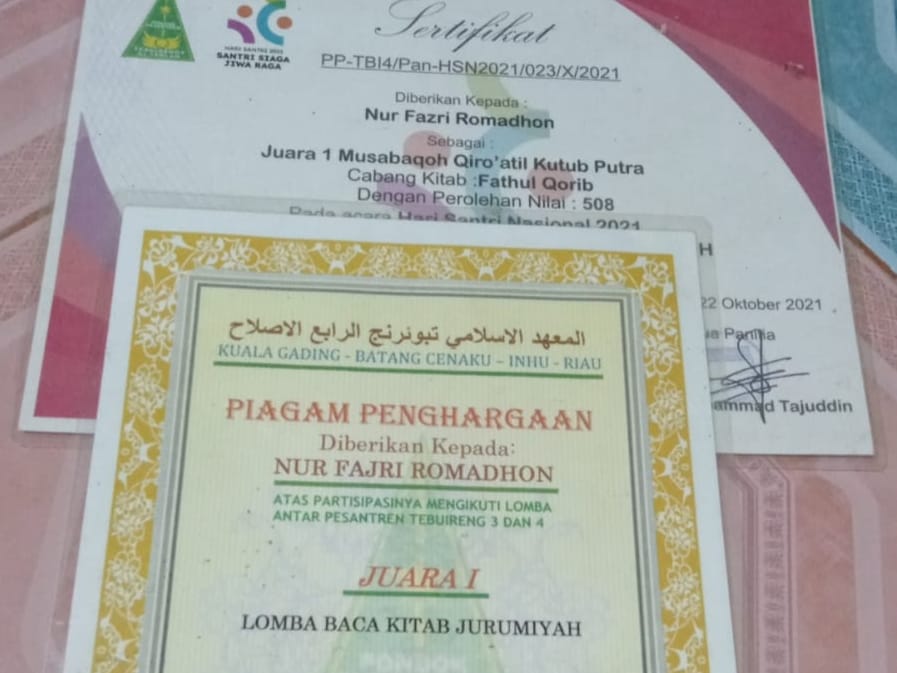 HARI SANTRI 2021
SANTRI SIAGA
JIWA RAGA
Sertifikat
PP-TBI4/Pan-HSN2021/023/X/2021
Diberikan Kepada :
Nur Fazri Romadhon
Sebagai :
Juara 1 Musabaqoh Qiro'atil Kutub Putra
Cabang Kitab :Fathul Qorib
Dengan Perolehan Nilai : 508
Pada acara Hari Santri Nasional 2021
H
22 Oktober 2021
Panitia
ammad Tajuddin
المعهد الاسلامي تبوئرنج الرابع الاصلاح
KUALA GADING - BATANG CENAKU – INHU - RIAU
PIAGAM PENGHARGAAN
Diberikan Kepada:
NUR FAJRI ROMADHON
ATAS PARTISIPASINYA MENGIKUTI LOMBA
ANTAR PESANTREN TEBUIRENG 3 DAN 4
JUARA I
LOMBA BACA KITAB JURUMIYAH
PONDOK